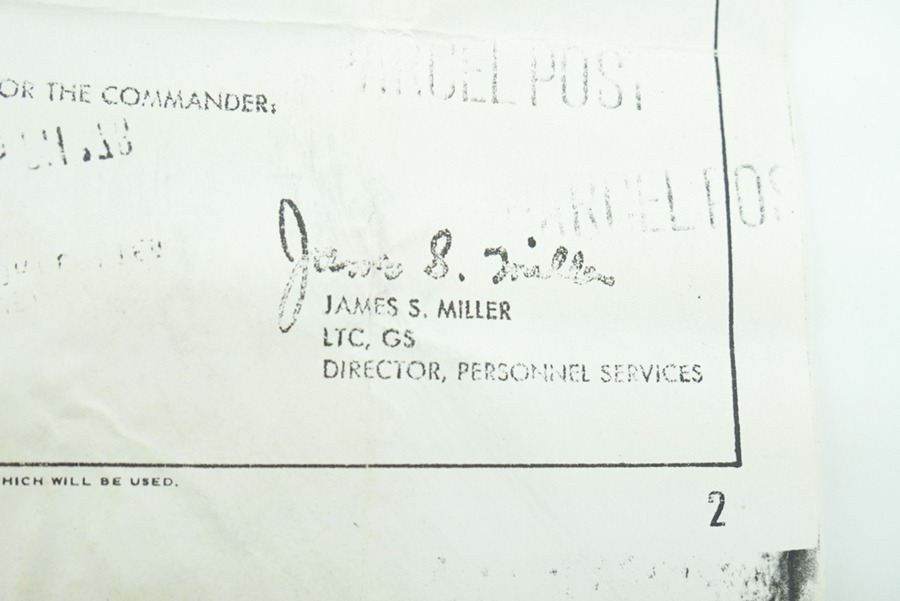 PARCEL POST
OR THE COMMANDER:
PARCEL POS
James S. Miller
JAMES S. MILLER
LTC, GS
DIRECTOR, PERSONNEL SERVICES
HICH WILL BE USED.
2